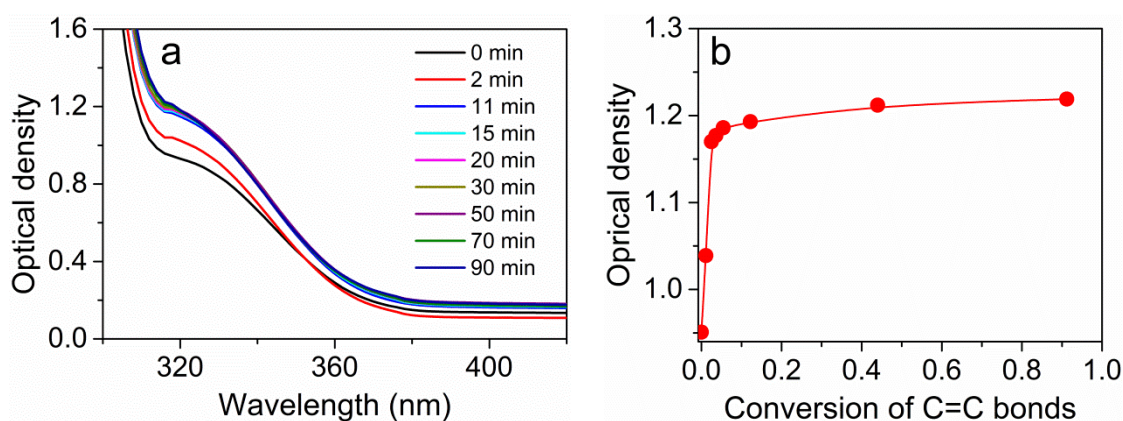 a
Optical density
1.6
1.2
0.8
0.4
0.0
320
360
400
Wavelength (nm)
0 min
2 min
11 min
15 min
20 min
30 min
50 min
70 min
90 min
b
Oprical density
1.3
1.2
1.1
1.0
0.0
0.2
0.4
0.6
0.8
1.0
Conversion of C=C bonds